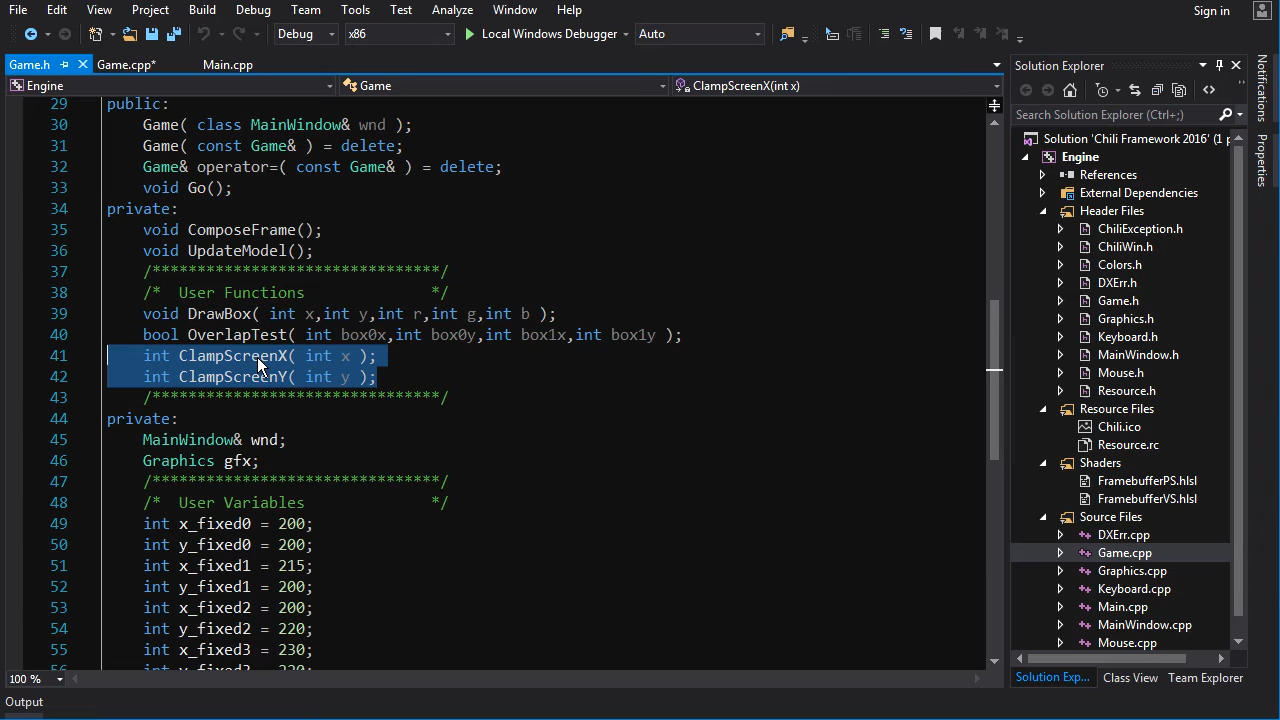 File Edit View Project Build Debug Team Tools Test Analyze Window Help Sign in
Debug x86 Local Windows Debugger Auto
Game.h Game.cpp* Main.cpp
Engine Game ClampScreenX(int x)
29 public:
30 Game( class MainWindow& wnd );
31 Game( const Game& ) = delete;
32 Game& operator=( const Game& ) = delete;
33 void Go();
34 private:
35 void ComposeFrame();
36 void UpdateModel();
37 /********************************/
38 /* User Functions */
39 void DrawBox( int x,int y,int r,int g,int b );
40 bool OverlapTest( int box0x,int box0y,int box1x,int box1y );
41 int ClampScreenX( int x );
42 int ClampScreenY( int y );
43 /********************************/
44 private:
45 MainWindow& wnd;
46 Graphics gfx;
47 /********************************/
48 /* User Variables */
49 int x_fixed0 = 200;
50 int y_fixed0 = 200;
51 int x_fixed1 = 215;
52 int y_fixed1 = 200;
53 int x_fixed2 = 200;
54 int y_fixed2 = 220;
55 int x_fixed3 = 230;
56 int y_fixed3 = 220;
100 %
Output
Solution Explorer
Search Solution Explorer (Ctrl+;)
Solution 'Chili Framework 2016' (1 p
Engine
References
External Dependencies
Header Files
ChiliException.h
ChiliWin.h
Colors.h
DXErr.h
Game.h
Graphics.h
Keyboard.h
MainWindow.h
Mouse.h
Resource.h
Resource Files
Chili.ico
Resource.rc
Shaders
FramebufferPS.hlsl
FramebufferVS.hlsl
Source Files
DXErr.cpp
Game.cpp
Graphics.cpp
Keyboard.cpp
Main.cpp
MainWindow.cpp
Mouse.cpp
Solution Exp... Class View Team Explorer
Notifications
Properties